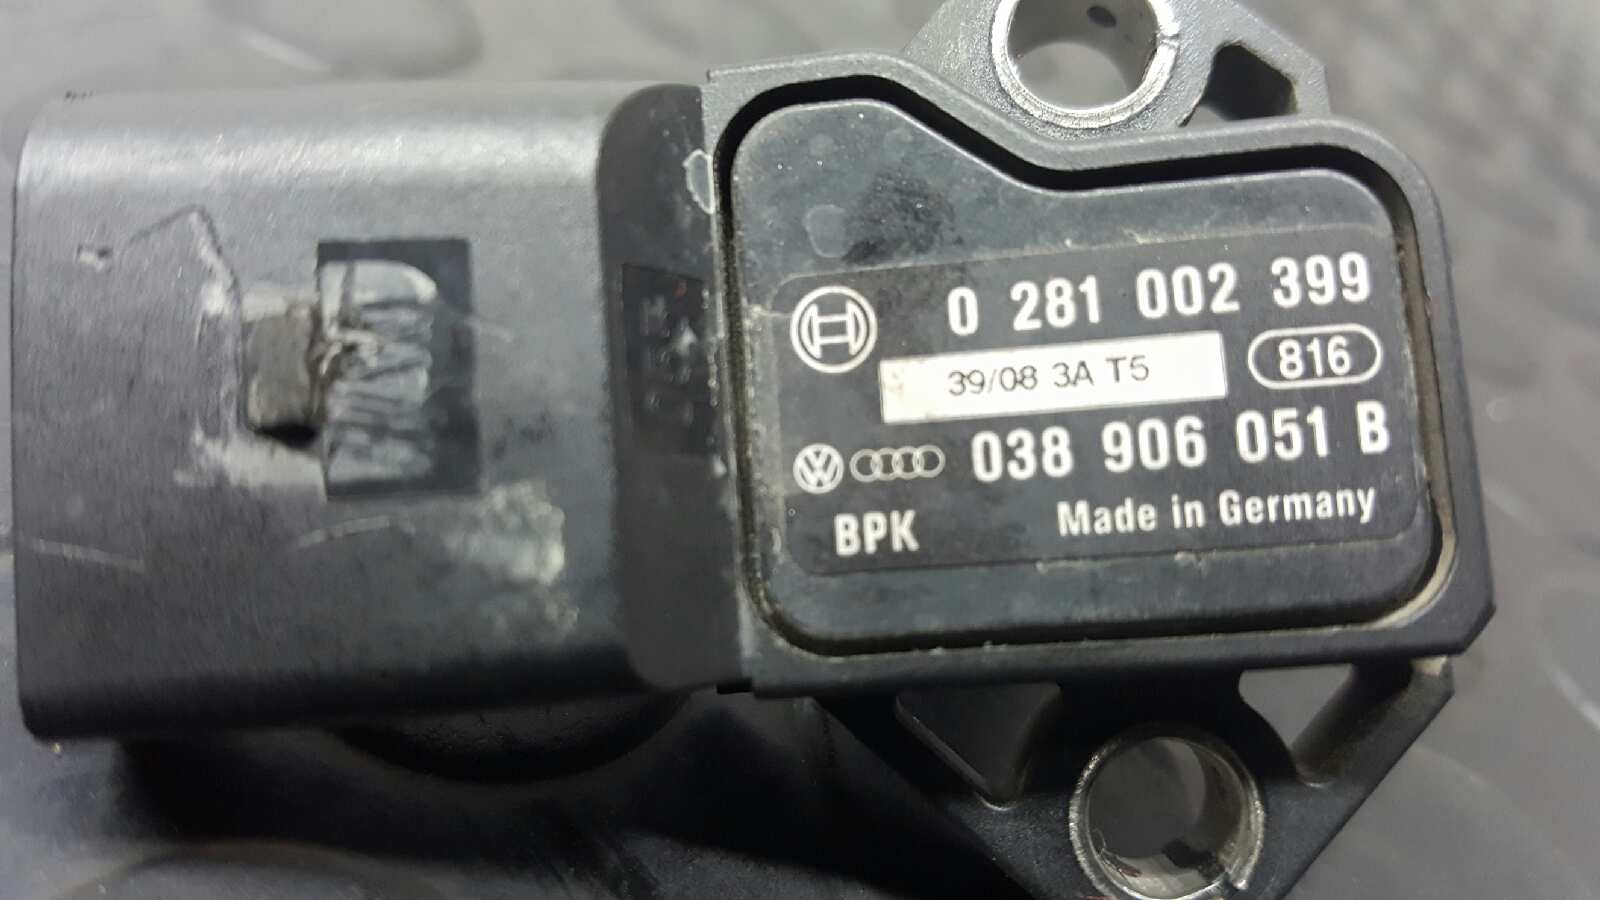 0 281 002 399
39/08 3A T5
816
038 906 051 B
BPK
Made in Germany